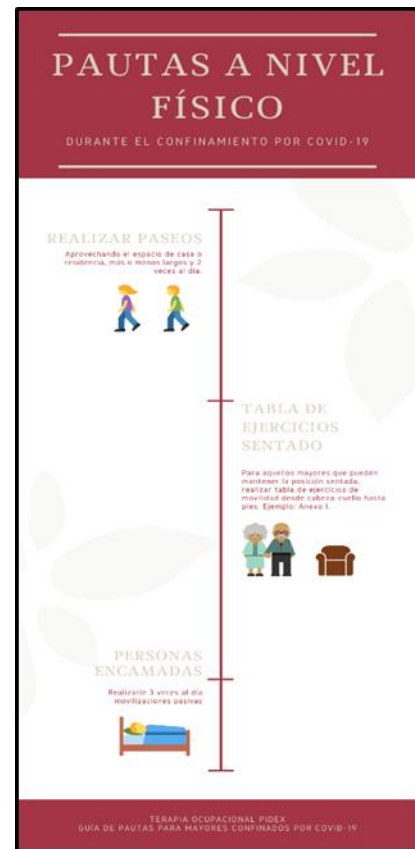 PAUTAS A NIVEL
FÍSICO
DURANTE EL CONFINAMIENTO POR COVID-19
REALIZAR PASEOS
Aprovechando el espacio de casa o
residencia, más o menos largos y 2
veces al día.
TABLA DE
EJERCICIOS
SENTADO
Para aquellos mayores que pueden
mantener la posición sentada,
realizar tabla de ejercicios de
movilidad desde cabeza cuello hasta
pies. Ejemplo: Anexo I.
PERSONAS
ENCAMADAS
Realizarle 3 veces al día
movilizaciones pasivas
TERAPIA OCUPACIONAL PIDEX
GUÍA DE PAUTAS PARA MAYORES CONFINADOS POR COVID-19